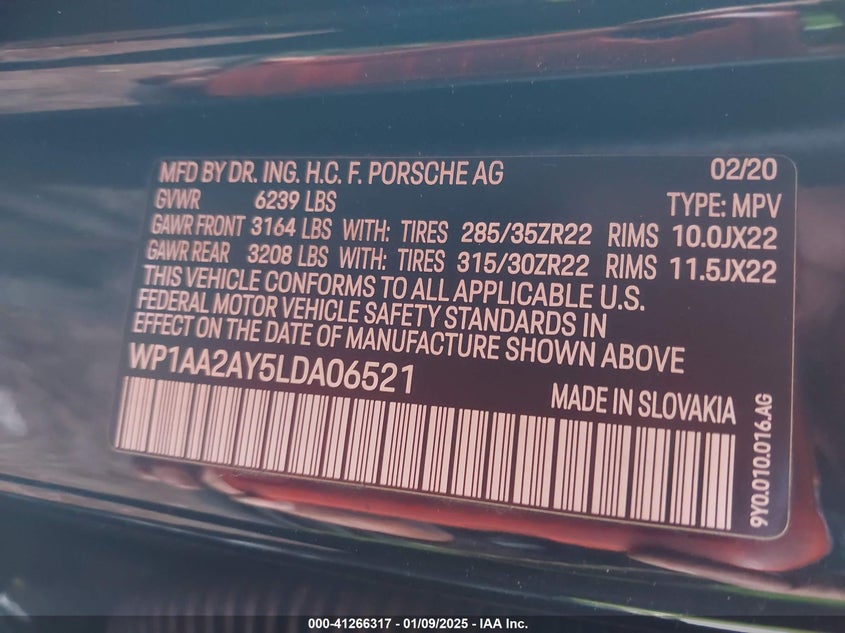 MFD BY DR. ING. H.C. F. PORSCHE AG 02/20
GVWR 6239 LBS TYPE: MPV
GAWR FRONT 3164 LBS WITH: TIRES 285/35ZR22 RIMS 10.0JX22
GAWR REAR 3208 LBS WITH: TIRES 315/30ZR22 RIMS 11.5JX22
THIS VEHICLE CONFORMS TO ALL APPLICABLE U.S.
FEDERAL MOTOR VEHICLE SAFETY STANDARDS IN
EFFECT ON THE DATE OF MANUFACTURE SHOWN ABOVE
WP1AA2AY5LDA06521
MADE IN SLOVAKIA
9Y0.010.016.AG
000-41266317 - 01/09/2025 - IAA Inc.